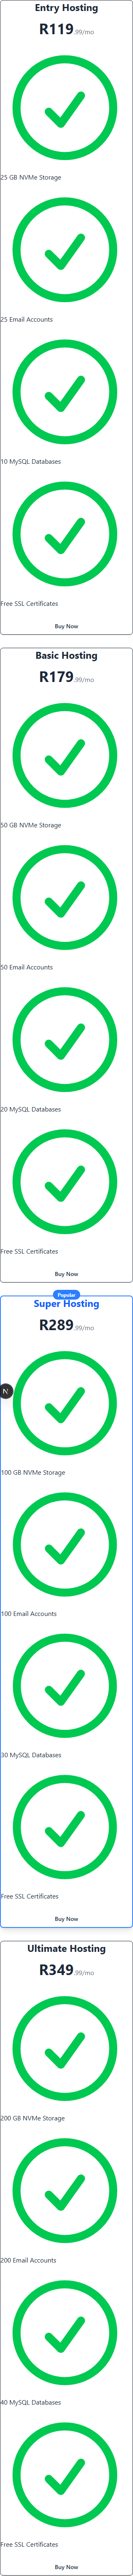 Entry Hosting
R119.99/mo
25 GB NVMe Storage
25 Email Accounts
10 MySQL Databases
Free SSL Certificates
Buy Now
Basic Hosting
R179.99/mo
50 GB NVMe Storage
50 Email Accounts
20 MySQL Databases
Free SSL Certificates
Buy Now
Popular
Super Hosting
R289.99/mo
N
100 GB NVMe Storage
100 Email Accounts
30 MySQL Databases
Free SSL Certificates
Buy Now
Ultimate Hosting
R349.99/mo
200 GB NVMe Storage
200 Email Accounts
40 MySQL Databases
Free SSL Certificates
Buy Now